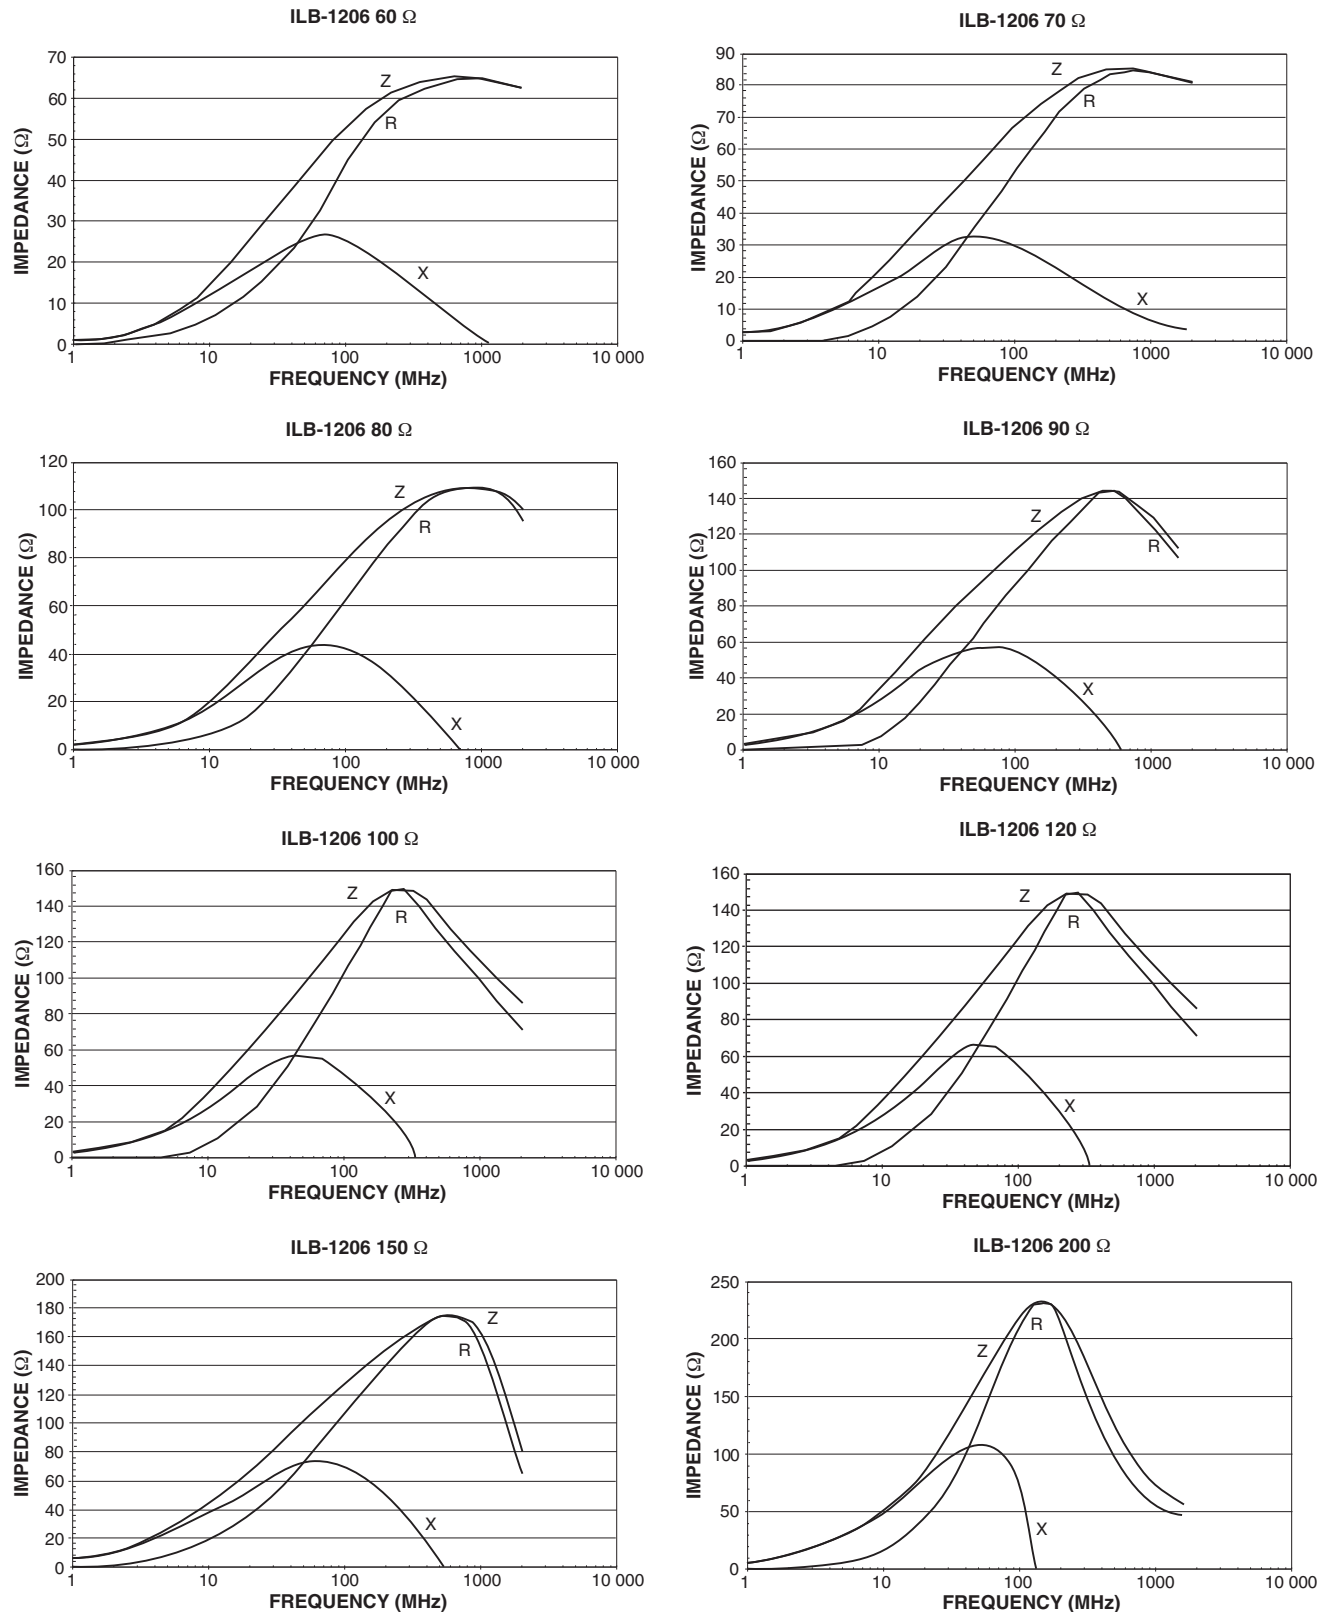 ILB-1206 60 Ω
IMPEDANCE (Ω)
70
60
50
40
30
20
10
0
Z
R
X
1 10 100 1000 10 000
FREQUENCY (MHz)
ILB-1206 70 Ω
IMPEDANCE (Ω)
90
80
70
60
50
40
30
20
10
0
Z
R
X
1 10 100 1000 10 000
FREQUENCY (MHz)
ILB-1206 80 Ω
IMPEDANCE (Ω)
120
100
80
60
40
20
0
Z
R
X
1 10 100 1000 10 000
FREQUENCY (MHz)
ILB-1206 90 Ω
IMPEDANCE (Ω)
160
140
120
100
80
60
40
20
0
Z
R
X
1 10 100 1000 10 000
FREQUENCY (MHz)
ILB-1206 100 Ω
IMPEDANCE (Ω)
160
140
120
100
80
60
40
20
0
Z
R
X
1 10 100 1000 10 000
FREQUENCY (MHz)
ILB-1206 120 Ω
IMPEDANCE (Ω)
160
140
120
100
80
60
40
20
0
Z
R
X
1 10 100 1000 10 000
FREQUENCY (MHz)
ILB-1206 150 Ω
IMPEDANCE (Ω)
200
180
160
140
120
100
80
60
40
20
0
Z
R
X
1 10 100 1000 10 000
FREQUENCY (MHz)
ILB-1206 200 Ω
IMPEDANCE (Ω)
250
200
150
100
50
0
R
Z
X
1 10 100 1000 10 000
FREQUENCY (MHz)